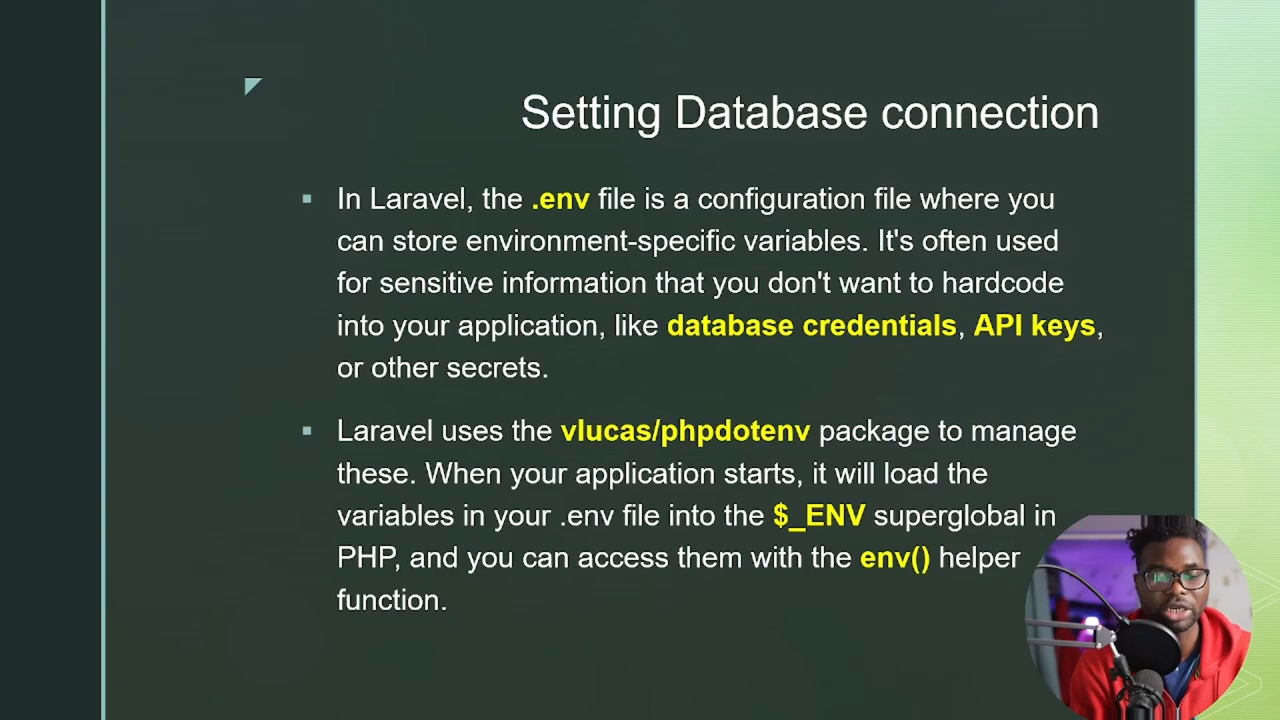 Setting Database connection
In Laravel, the .env file is a configuration file where you
can store environment-specific variables. It's often used
for sensitive information that you don't want to hardcode
into your application, like database credentials, API keys,
or other secrets.
Laravel uses the vlucas/phpdotenv package to manage
these. When your application starts, it will load the
variables in your .env file into the $_ENV superglobal in
PHP, and you can access them with the env() helper
function.